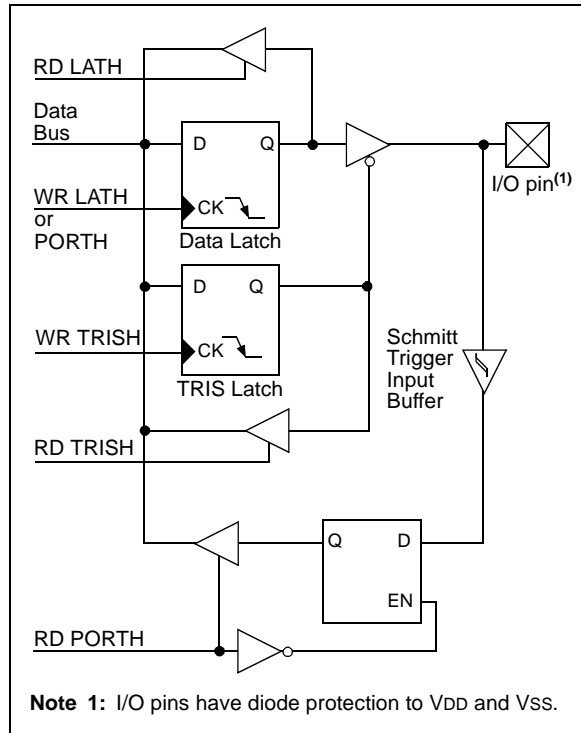 RD LATH
Data
Bus
D Q
I/O pin(1)
WR LATH
or
PORTH
CK
Data Latch
D Q
WR TRISH
CK
TRIS Latch
Schmitt
Trigger
Input
Buffer
RD TRISH
Q D
EN
RD PORTH
Note 1: I/O pins have diode protection to VDD and VSS.